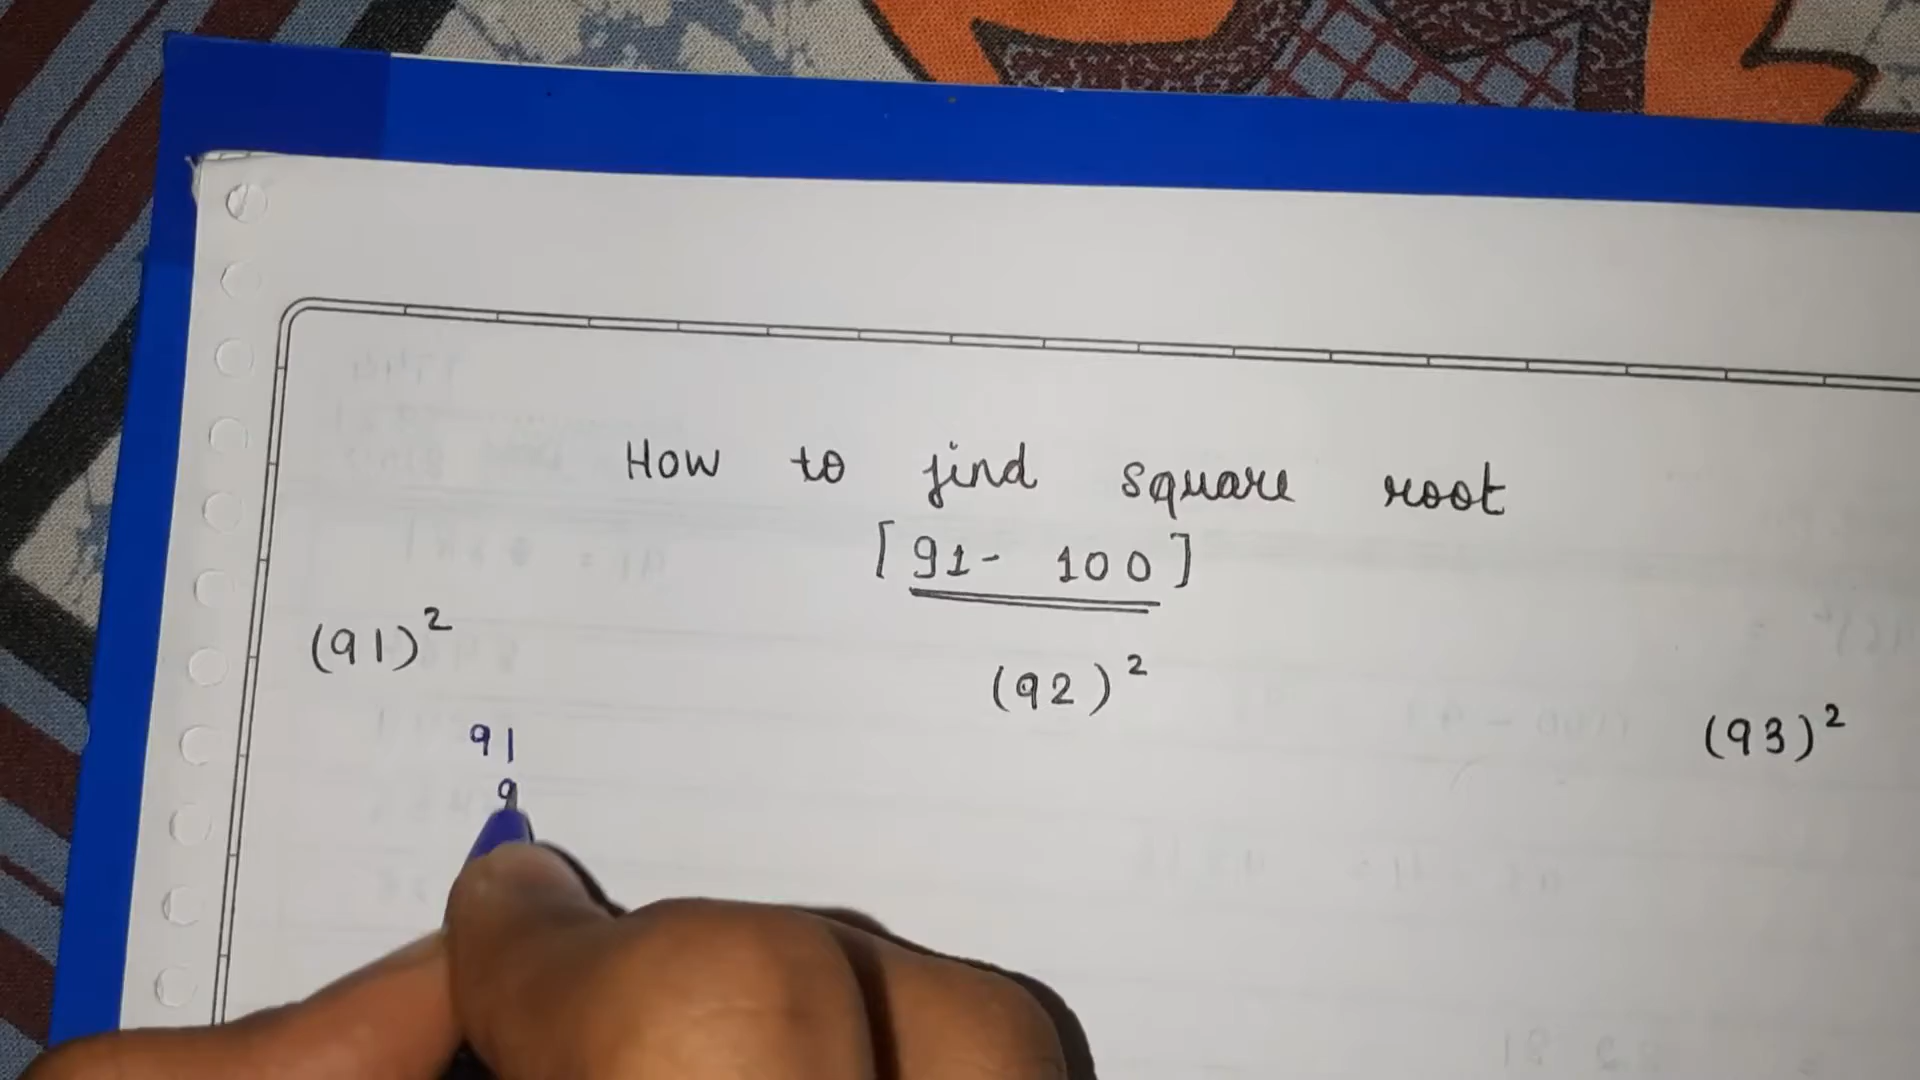 How to find square root
[91- 100]
(91)² (92)² (93)²
91
9